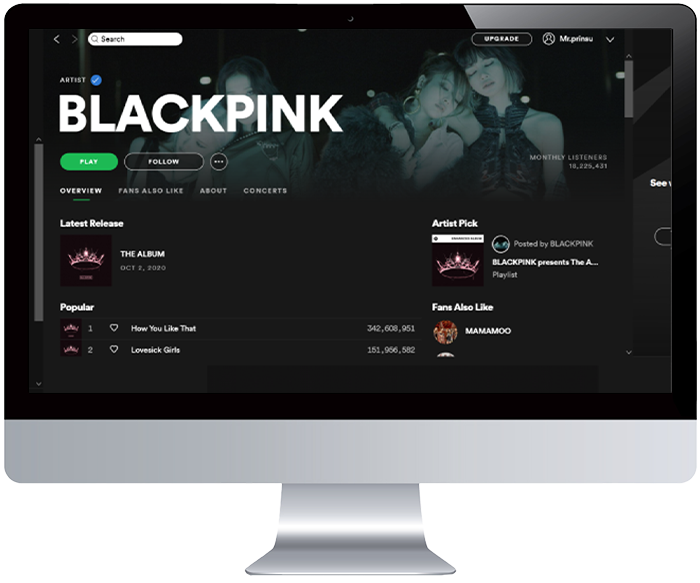 Search
UPGRADE
Mr.prinsu
ARTIST
BLACKPINK
PLAY
FOLLOW
MONTHLY LISTENERS
18,225,431
OVERVIEW
FANS ALSO LIKE
ABOUT
CONCERTS
See
Latest Release
THE ALBUM
OCT 2, 2020
Artist Pick
Posted by BLACKPINK
BLACKPINK presents The A...
Playlist
Popular
1 How You Like That 342,608,951
2 Lovesick Girls 151,956,582
Fans Also Like
MAMAMOO